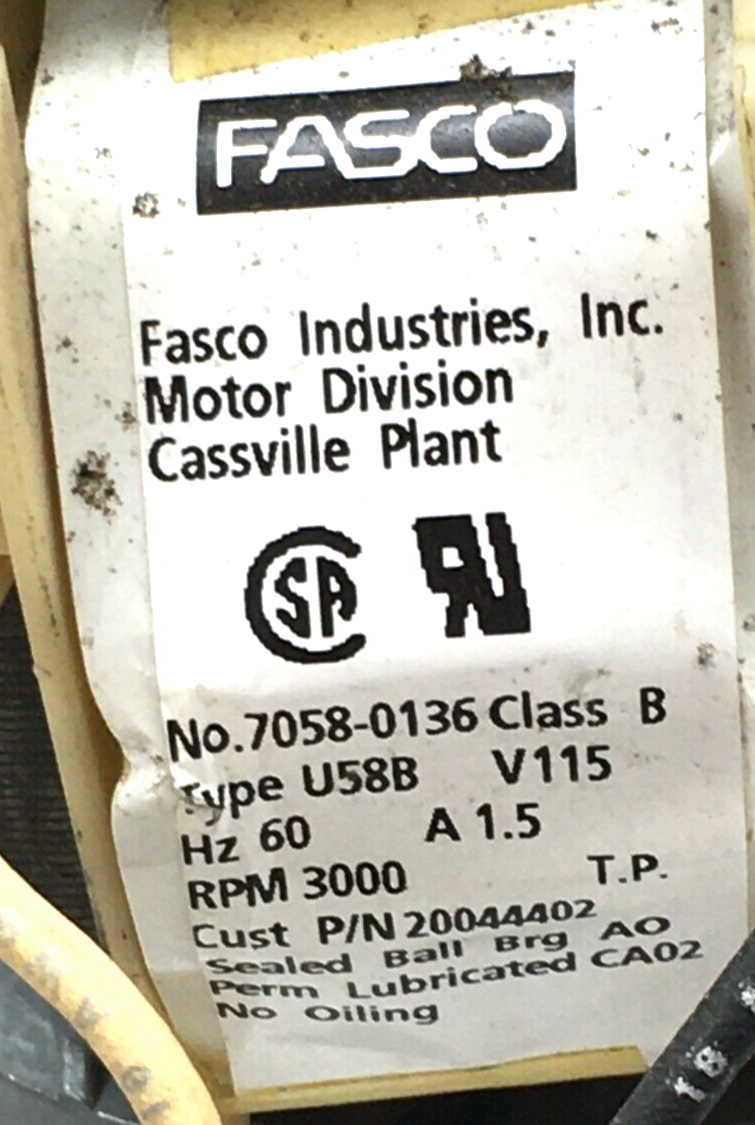 FASCO
Fasco Industries, Inc.
Motor Division
Cassville Plant
SA
No.7058-0136 Class B
Type U58B V115
Hz 60 A 1.5
RPM 3000 T.P.
Cust P/N 20044402
Sealed Ball Brg AO
Perm Lubricated CA02
No Oiling
18